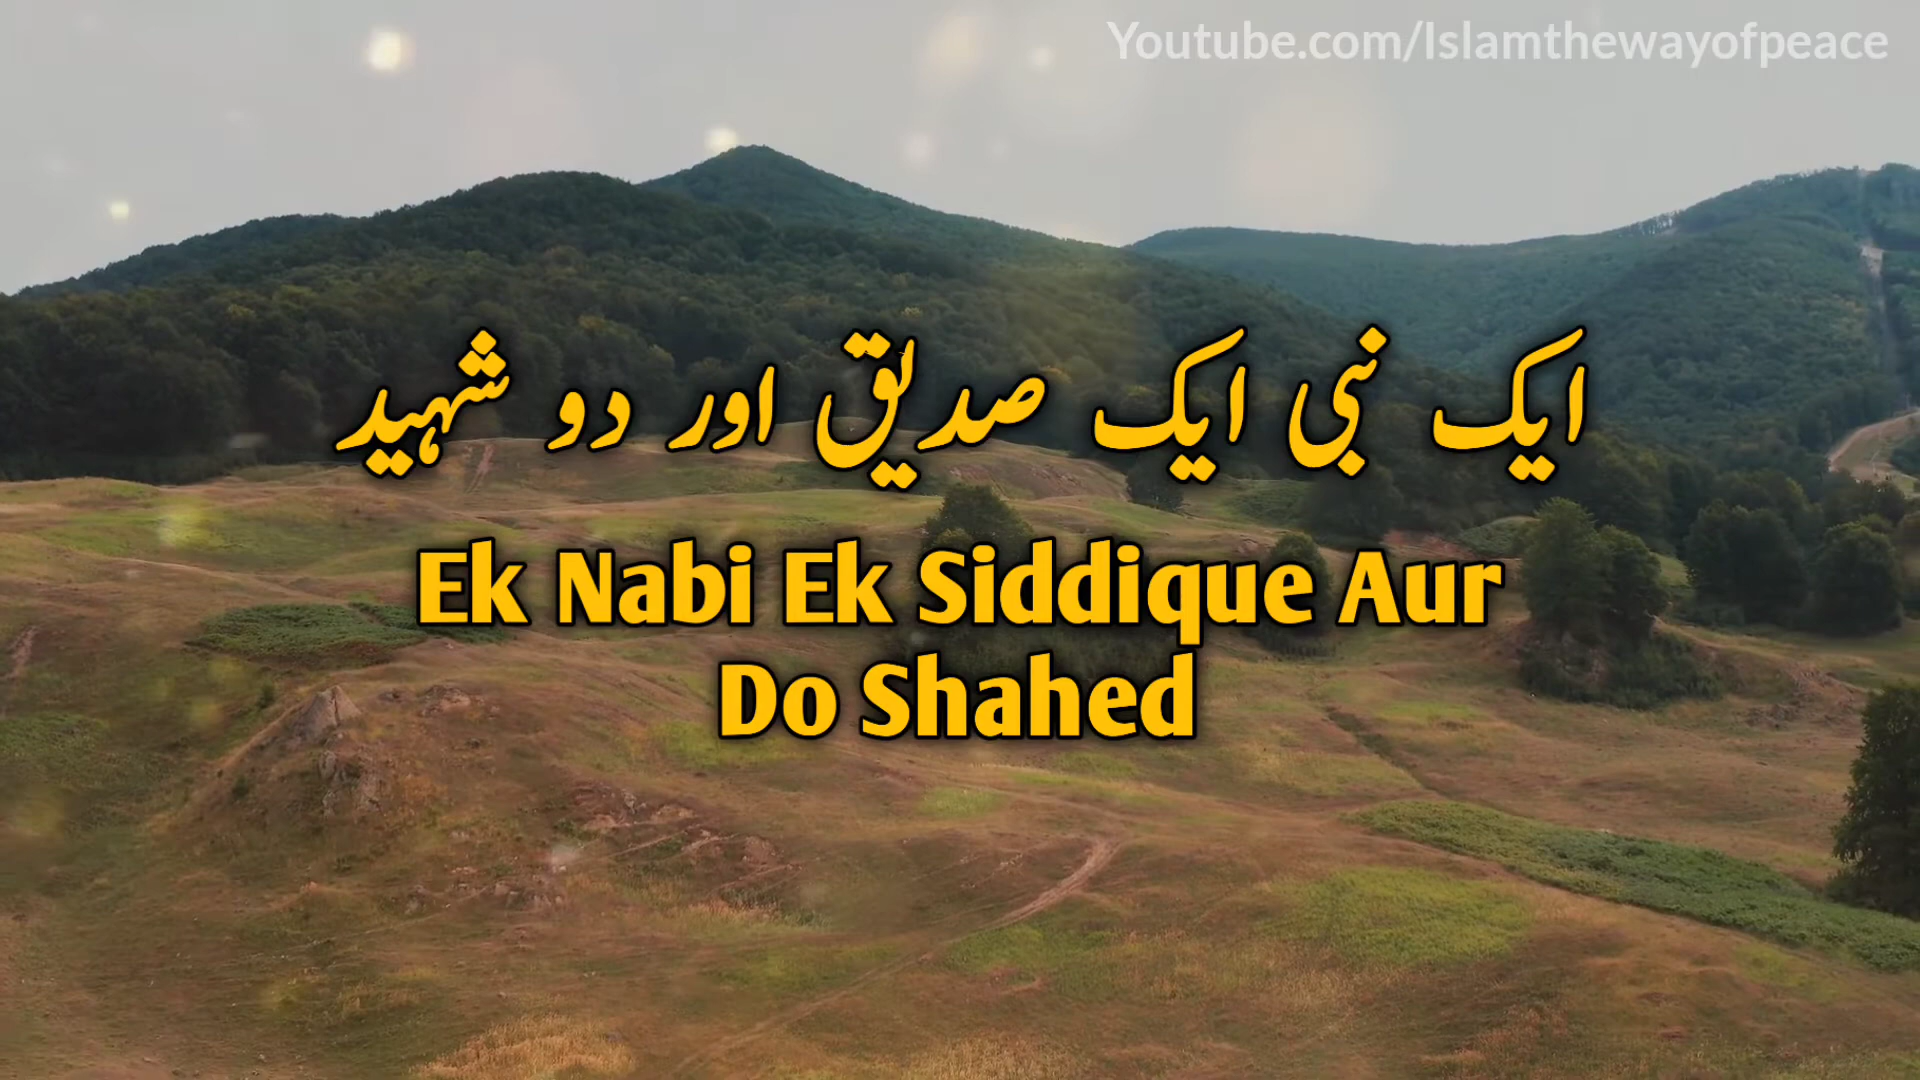 Youtube.com/Islamthewayofpeace
ایک نبی ایک صدیق اور دو شہید
Ek Nabi Ek Siddique Aur
Do Shahed